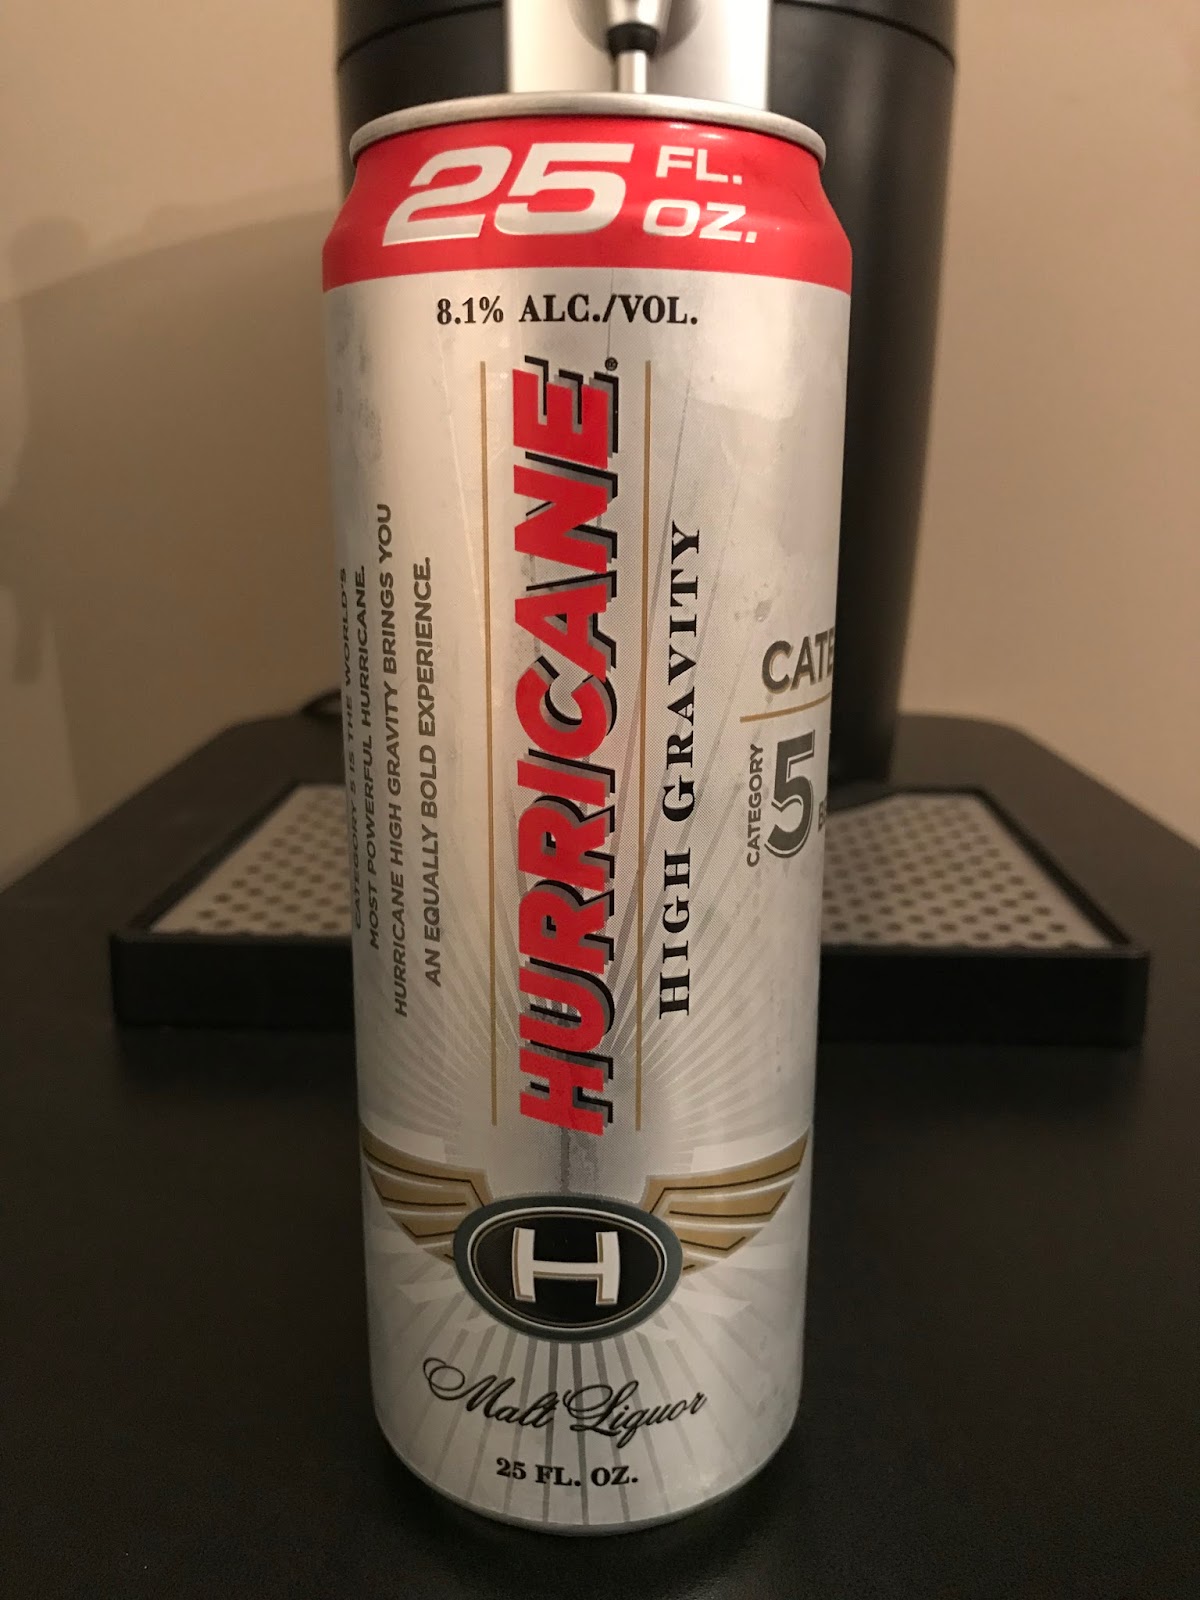 25 FL.
OZ.
8.1% ALC./VOL.
CATEGORY 5 IS THE WORLD'S
MOST POWERFUL HURRICANE.
HURRICANE HIGH GRAVITY BRINGS YOU
AN EQUALLY BOLD EXPERIENCE.
HURRICANE®
HIGH GRAVITY
CATE
CATEGORY
5
H
Malt Liquor
25 FL. OZ.